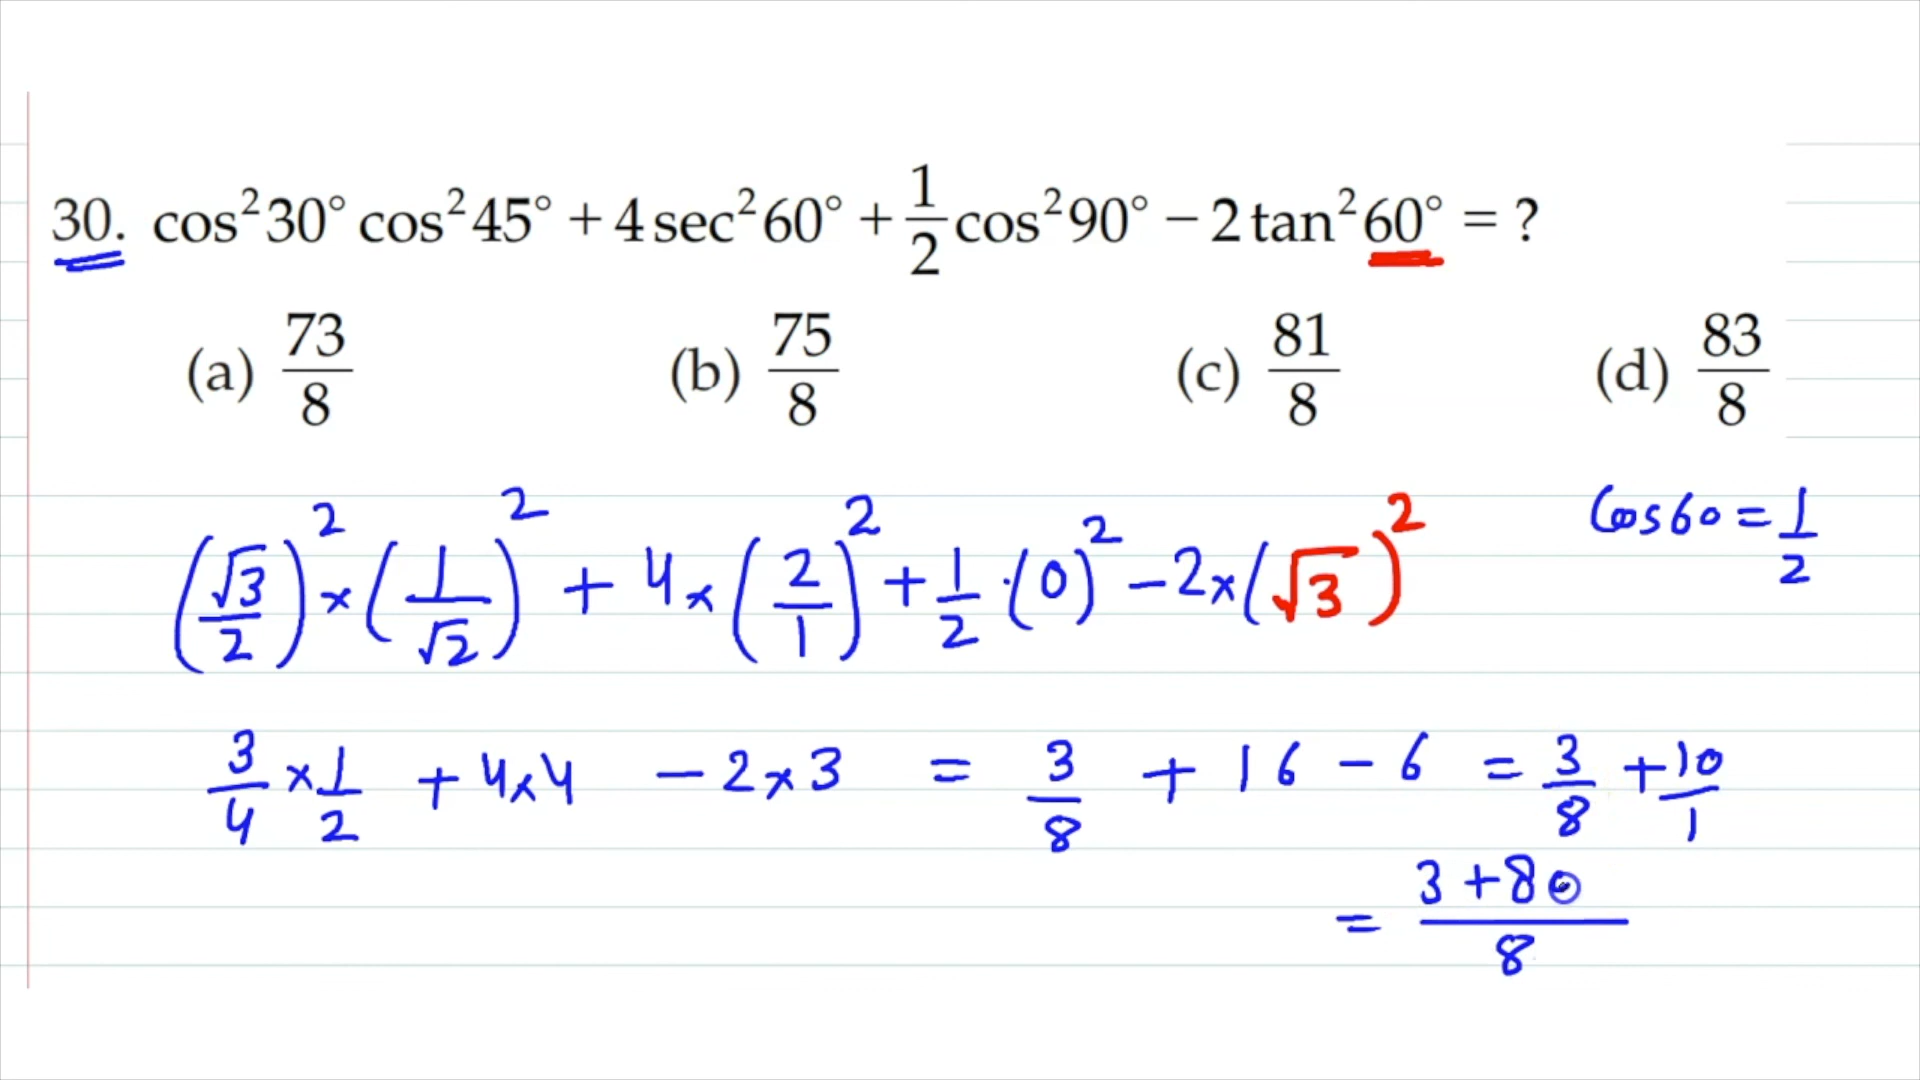 30. cos²30° cos²45° + 4 sec²60° + 1/2 cos²90° − 2 tan²60° = ?
(a) 73/8 (b) 75/8 (c) 81/8 (d) 83/8
Cos60 = 1/2
(√3/2)² × (1/√2)² + 4 × (2/1)² + 1/2 · (0)² − 2 × (√3)²
3/4 × 1/2 + 4×4 − 2×3 = 3/8 + 16 − 6 = 3/8 + 10/1
= (3+80)/8